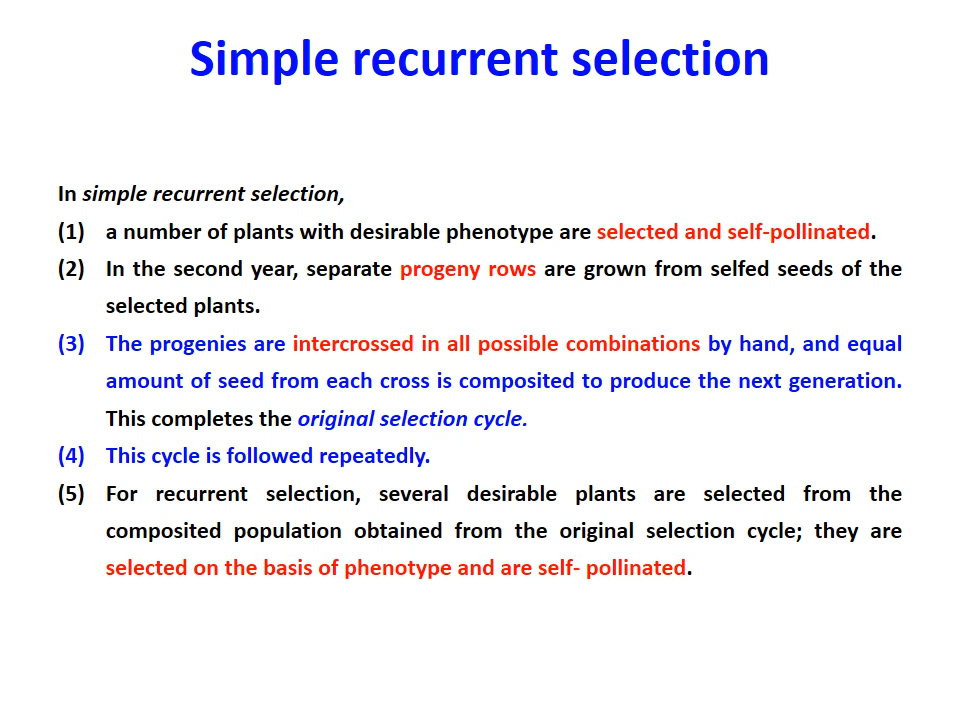 Simple recurrent selection
In simple recurrent selection,
(1) a number of plants with desirable phenotype are selected and self-pollinated.
(2) In the second year, separate progeny rows are grown from selfed seeds of the
selected plants.
(3) The progenies are intercrossed in all possible combinations by hand, and equal
amount of seed from each cross is composited to produce the next generation.
This completes the original selection cycle.
(4) This cycle is followed repeatedly.
(5) For recurrent selection, several desirable plants are selected from the
composited population obtained from the original selection cycle; they are
selected on the basis of phenotype and are self- pollinated.